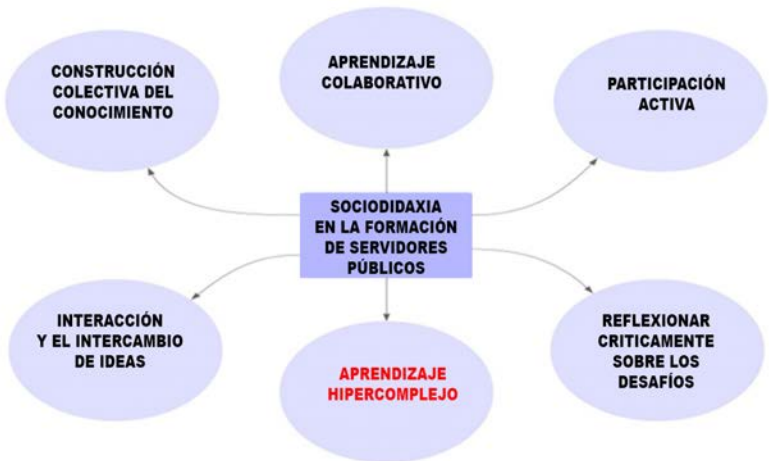 CONSTRUCCIÓN
COLECTIVA DEL
CONOCIMIENTO
APRENDIZAJE
COLABORATIVO
PARTICIPACIÓN
ACTIVA
SOCIODIDAXIA
EN LA FORMACIÓN
DE SERVIDORES
PÚBLICOS
INTERACCIÓN
Y EL INTERCAMBIO
DE IDEAS
APRENDIZAJE
HIPERCOMPLEJO
REFLEXIONAR
CRITICAMENTE
SOBRE LOS
DESAFÍOS